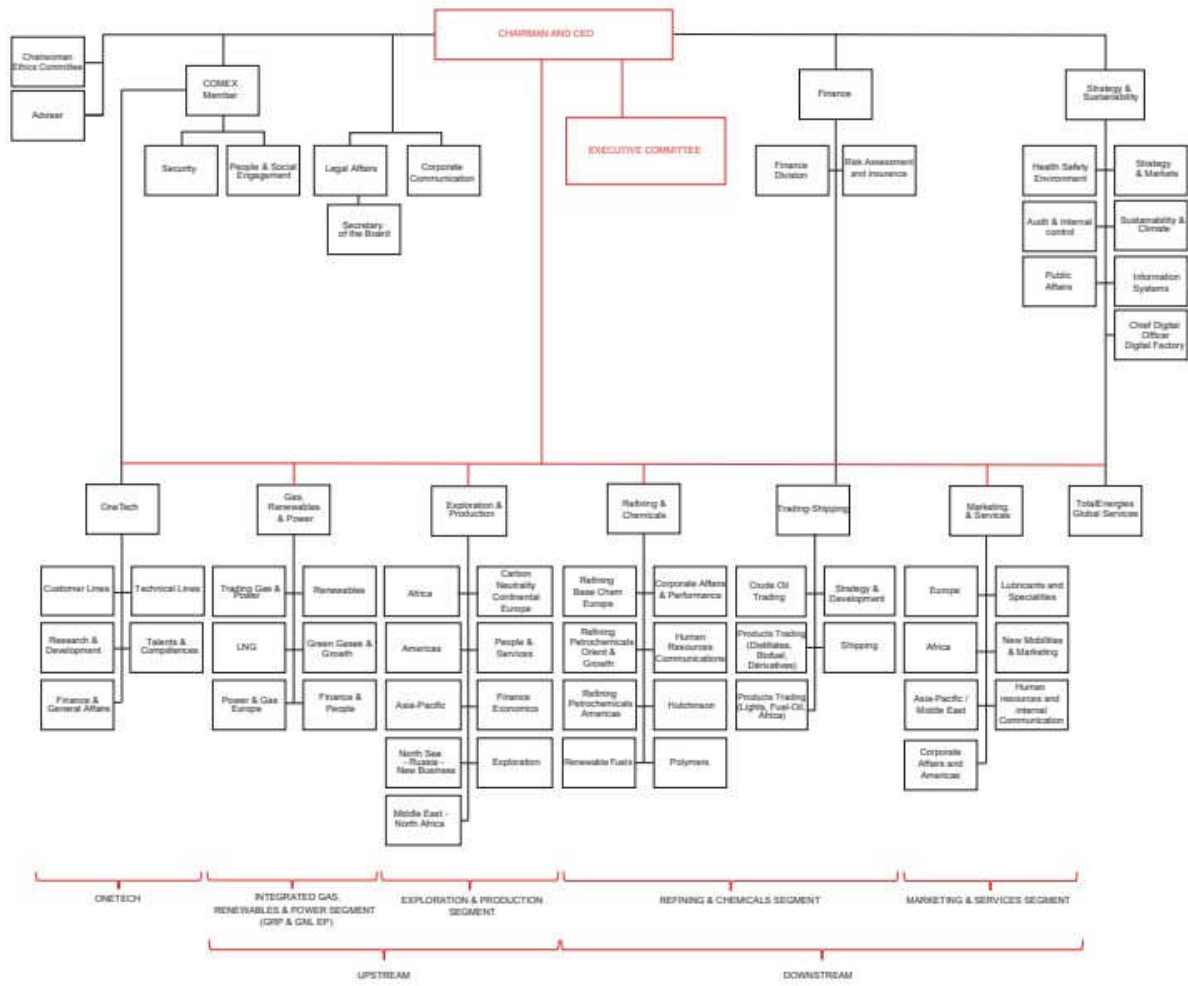 CHAIRMAN AND CEO
Chairwoman
Ethics Committee
Adviser
COMEX
Member
Security
People & Social
Engagement
Legal Affairs
Corporate
Communication
Secretary
of the Board
EXECUTIVE COMMITTEE
Finance
Finance
Division
Risk Assessment
and Insurance
Strategy &
Sustainability
Health Safety
Environment
Strategy
& Markets
Audit & Internal
control
Sustainability &
Climate
Public
Affairs
Information
Systems
Chief Digital
Officer
Digital Factory
OneTech
Gas,
Renewables
& Power
Exploration &
Production
Refining &
Chemicals
Trading-Shipping
Marketing
& Services
TotalEnergies
Global Services
Customer Lines
Technical Lines
Research &
Development
Talents &
Compétences
Finance &
General Affairs
Trading Gas &
Power
Renewables
LNG
Green Gases &
Growth
Power & Gas
Europe
Finance &
People
Africa
Carbon
Neutrality
Continental
Europe
Americas
People &
Services
Asia-Pacific
Finance
Economics
North Sea
- Russia -
New Business
Exploration
Middle East -
North Africa
Refining
Base Chem
Europe
Corporate Affairs
& Performance
Refining
Petrochemicals
Orient &
Growth
Human
Resources
Communications
Refining
Petrochemicals
Americas
Hutchinson
Renewable Fuels
Polymers
Crude Oil
Trading
Strategy &
Development
Products Trading
(Distillates,
Biofuel,
Dérivatives)
Shipping
Products Trading
(Lights, Fuel-Oil,
Africa)
Europe
Lubricants and
Specialities
Africa
New Mobilities
& Marketing
Asia-Pacific /
Middle East
Human
resources and
internal
Communication
Corporate
Affairs and
Americas
ONETECH
INTEGRATED GAS,
RENEWABLES & POWER SEGMENT
(GRP & GNL EP)
EXPLORATION & PRODUCTION
SEGMENT
REFINING & CHEMICALS SEGMENT
MARKETING & SERVICES SEGMENT
UPSTREAM
DOWNSTREAM